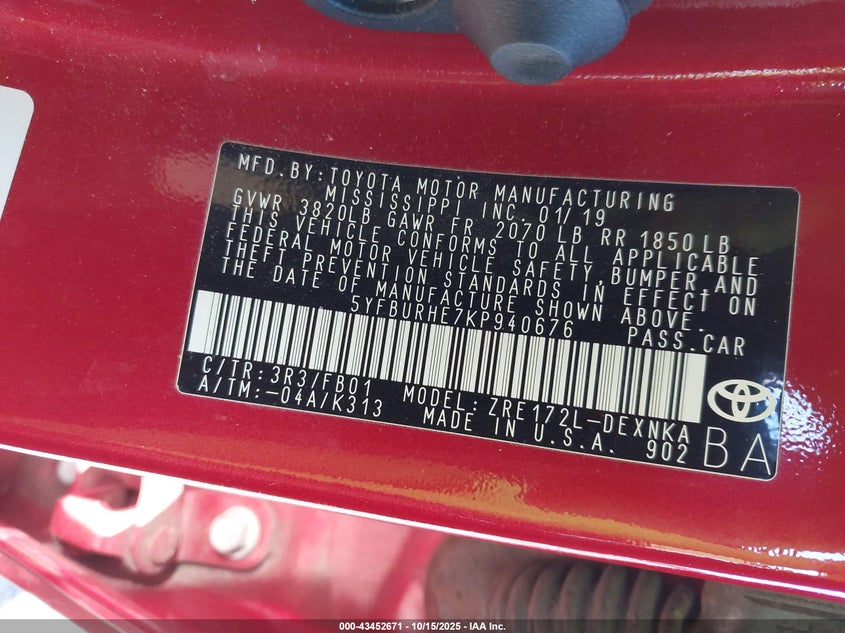 MFD.BY:TOYOTA MOTOR MANUFACTURING
MISSISSIPPI INC. 01/19
GVWR 3820LB GAWR FR 2070 LB RR 1850 LB
THIS VEHICLE CONFORMS TO ALL APPLICABLE
FEDERAL MOTOR VEHICLE SAFETY,BUMPER,AND
THEFT PREVENTION STANDARDS IN EFFECT ON
THE DATE OF MANUFACTURE SHOWN ABOVE.
5YFBURHE7KP940676 PASS.CAR
C/TR:3R3/FB01 MODEL:ZRE172L-DEXNKA
A/TM:-04A/K313 MADE IN U.S.A. 902
BA
000-43452671 - 10/15/2025 - IAA Inc.